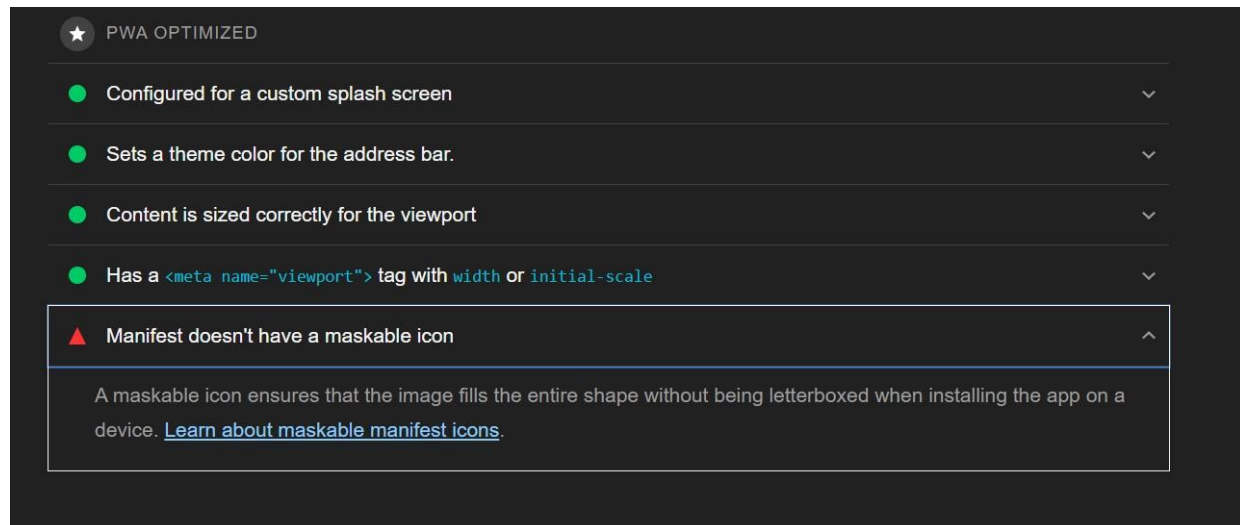 PWA OPTIMIZED
Configured for a custom splash screen
Sets a theme color for the address bar.
Content is sized correctly for the viewport
Has a <meta name="viewport"> tag with width or initial-scale
Manifest doesn't have a maskable icon
A maskable icon ensures that the image fills the entire shape without being letterboxed when installing the app on a
device. Learn about maskable manifest icons.